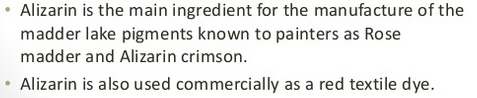 • Alizarin is the main ingredient for the manufacture of the
madder lake pigments known to painters as Rose
madder and Alizarin crimson.
• Alizarin is also used commercially as a red textile dye.